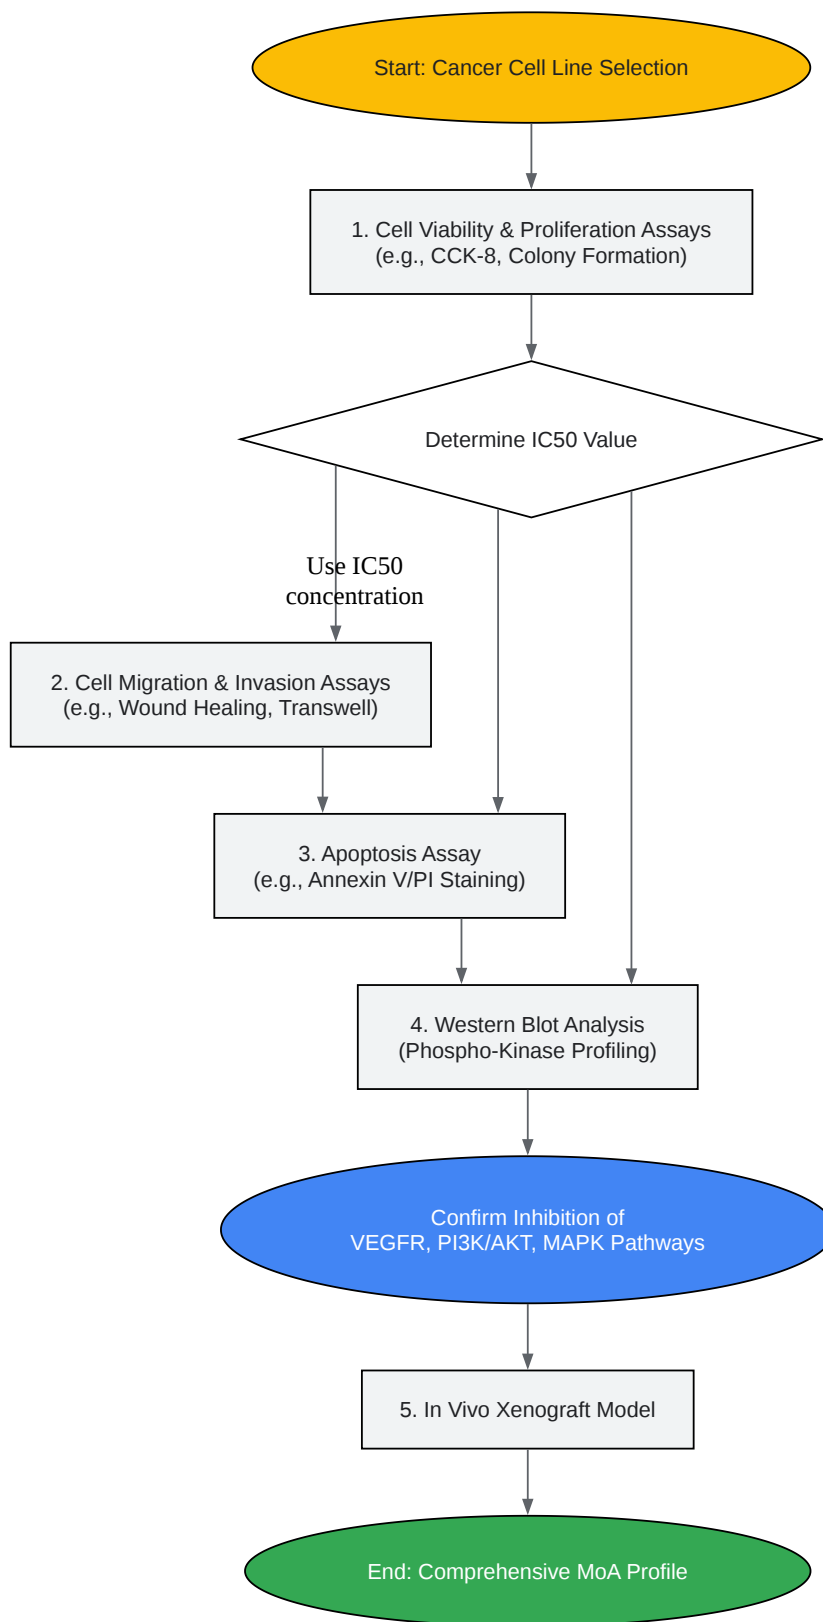 Start: Cancer Cell Line Selection
1. Cell Viability & Proliferation Assays
(e.g., CCK-8, Colony Formation)
Determine IC50 Value
Use IC50
concentration
2. Cell Migration & Invasion Assays
(e.g., Wound Healing, Transwell)
3. Apoptosis Assay
(e.g., Annexin V/PI Staining)
4. Western Blot Analysis
(Phospho-Kinase Profiling)
Confirm Inhibition of
VEGFR, PI3K/AKT, MAPK Pathways
5. In Vivo Xenograft Model
End: Comprehensive MoA Profile